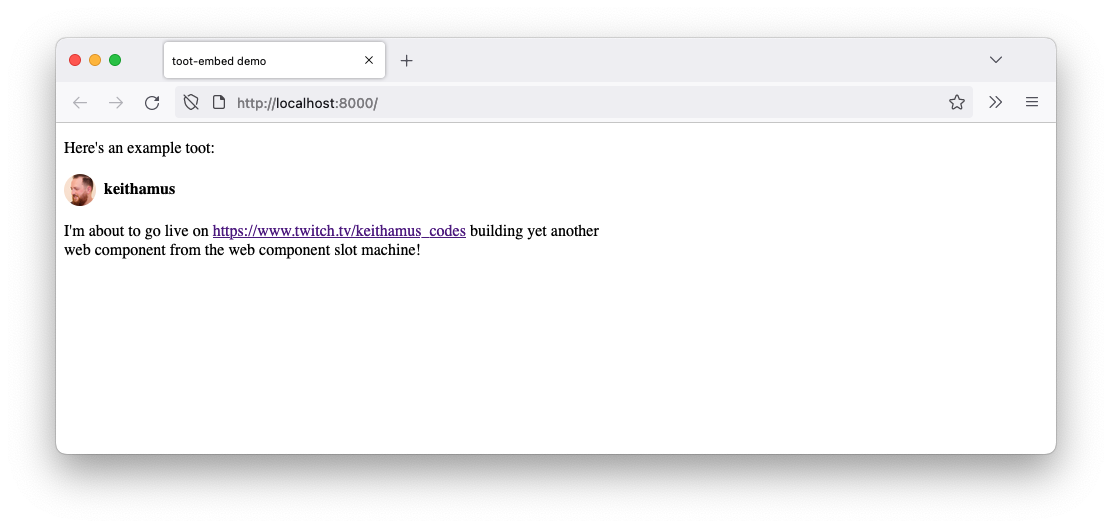 toot-embed demo
http://localhost:8000/
Here's an example toot:
keithamus
I'm about to go live on https://www.twitch.tv/keithamus_codes building yet another
web component from the web component slot machine!